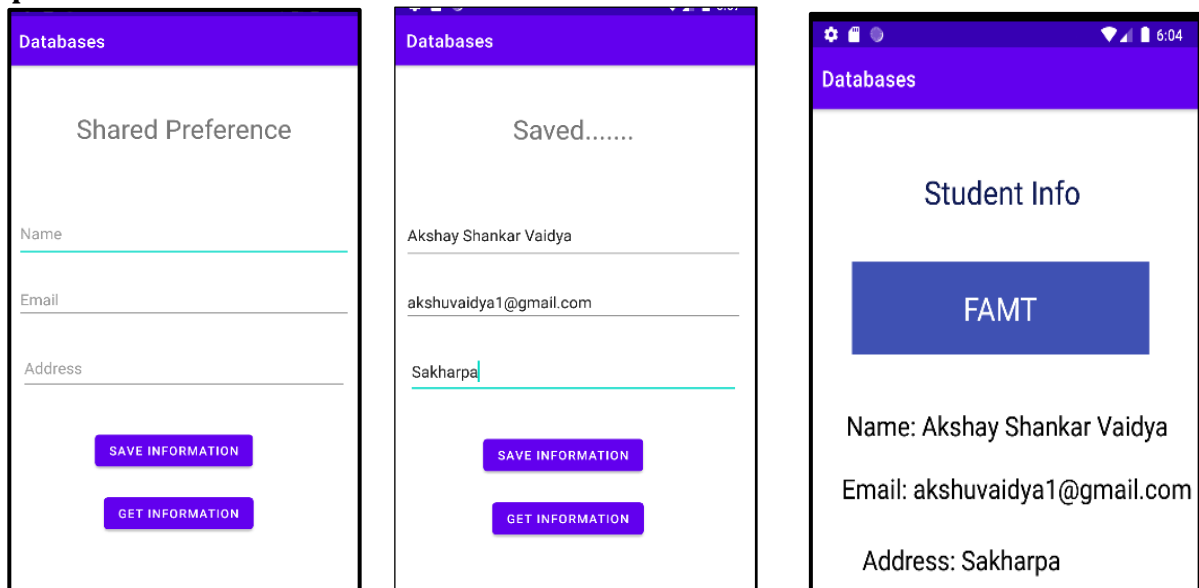 Databases
Shared Preference
Name
Email
Address
SAVE INFORMATION
GET INFORMATION
Databases
Saved.......
Akshay Shankar Vaidya
akshuvaidya1@gmail.com
Sakharpa
SAVE INFORMATION
GET INFORMATION
6:04
Databases
Student Info
FAMT
Name: Akshay Shankar Vaidya
Email: akshuvaidya1@gmail.com
Address: Sakharpa